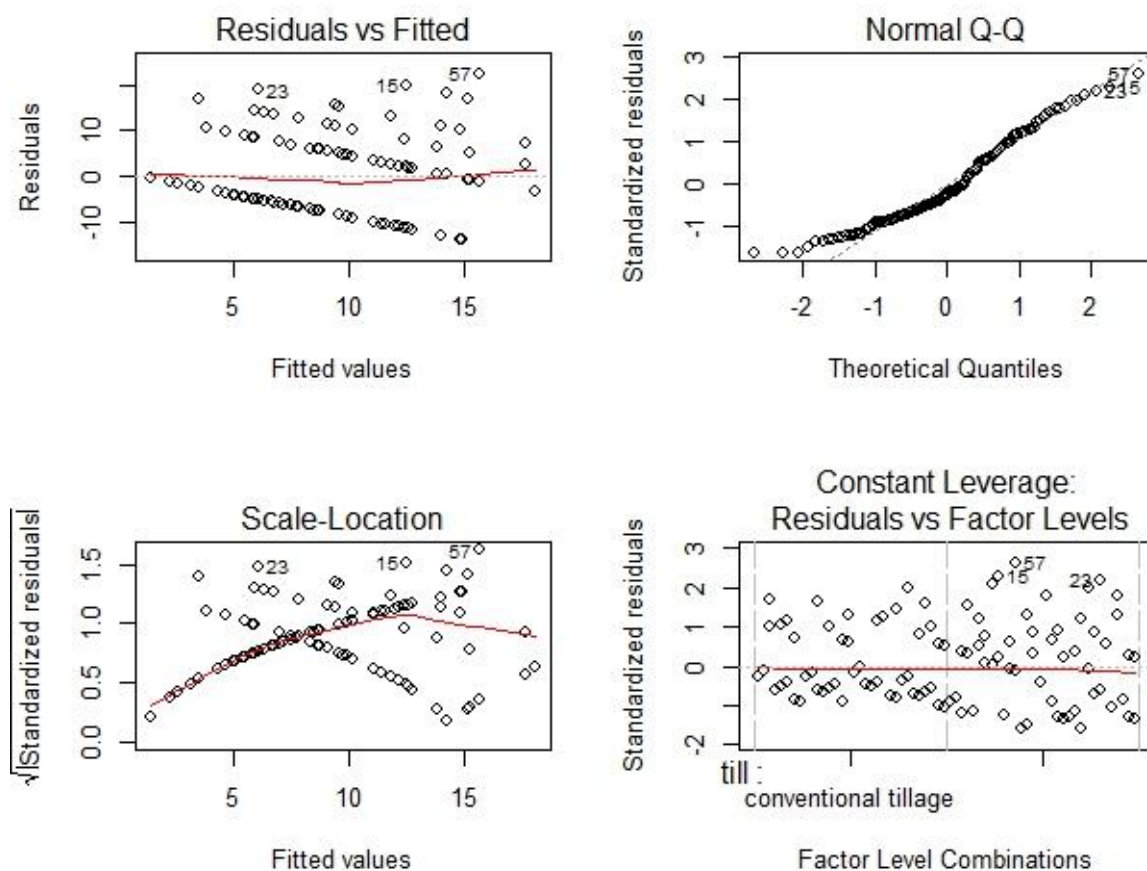 Residuals vs Fitted
Residuals
10
0
-10
23
15
57
5
10
15
Fitted values
Normal Q-Q
Standardized residuals
3
2
1
0
-1
57
23
15
-2
-1
0
1
2
Theoretical Quantiles
Scale-Location
√|Standardized residuals|
1.5
1.0
0.5
0.0
23
15
57
5
10
15
Fitted values
Constant Leverage:
Residuals vs Factor Levels
Standardized residuals
3
2
1
0
-2
57
15
23
till :
conventional tillage
Factor Level Combinations